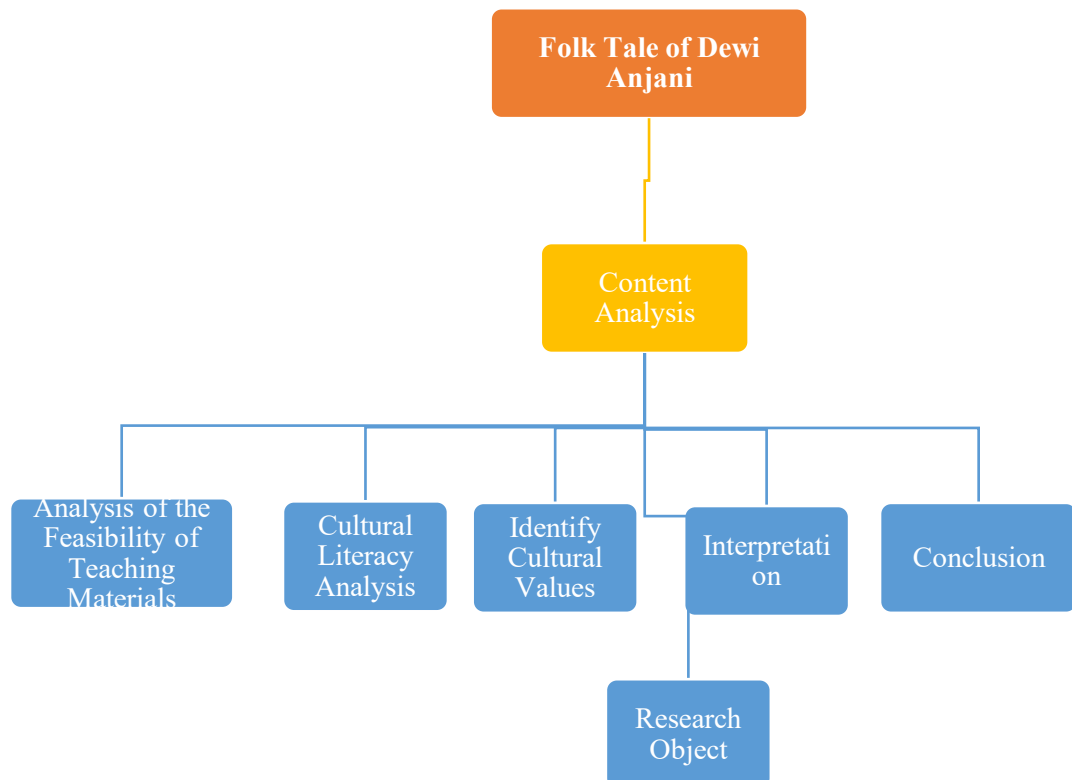 Folk Tale of Dewi
Anjani
Content
Analysis
Analysis of the
Feasibility of
Teaching
Materials
Cultural
Literacy
Analysis
Identify
Cultural
Values
Interpretati
on
Conclusion
Research
Object